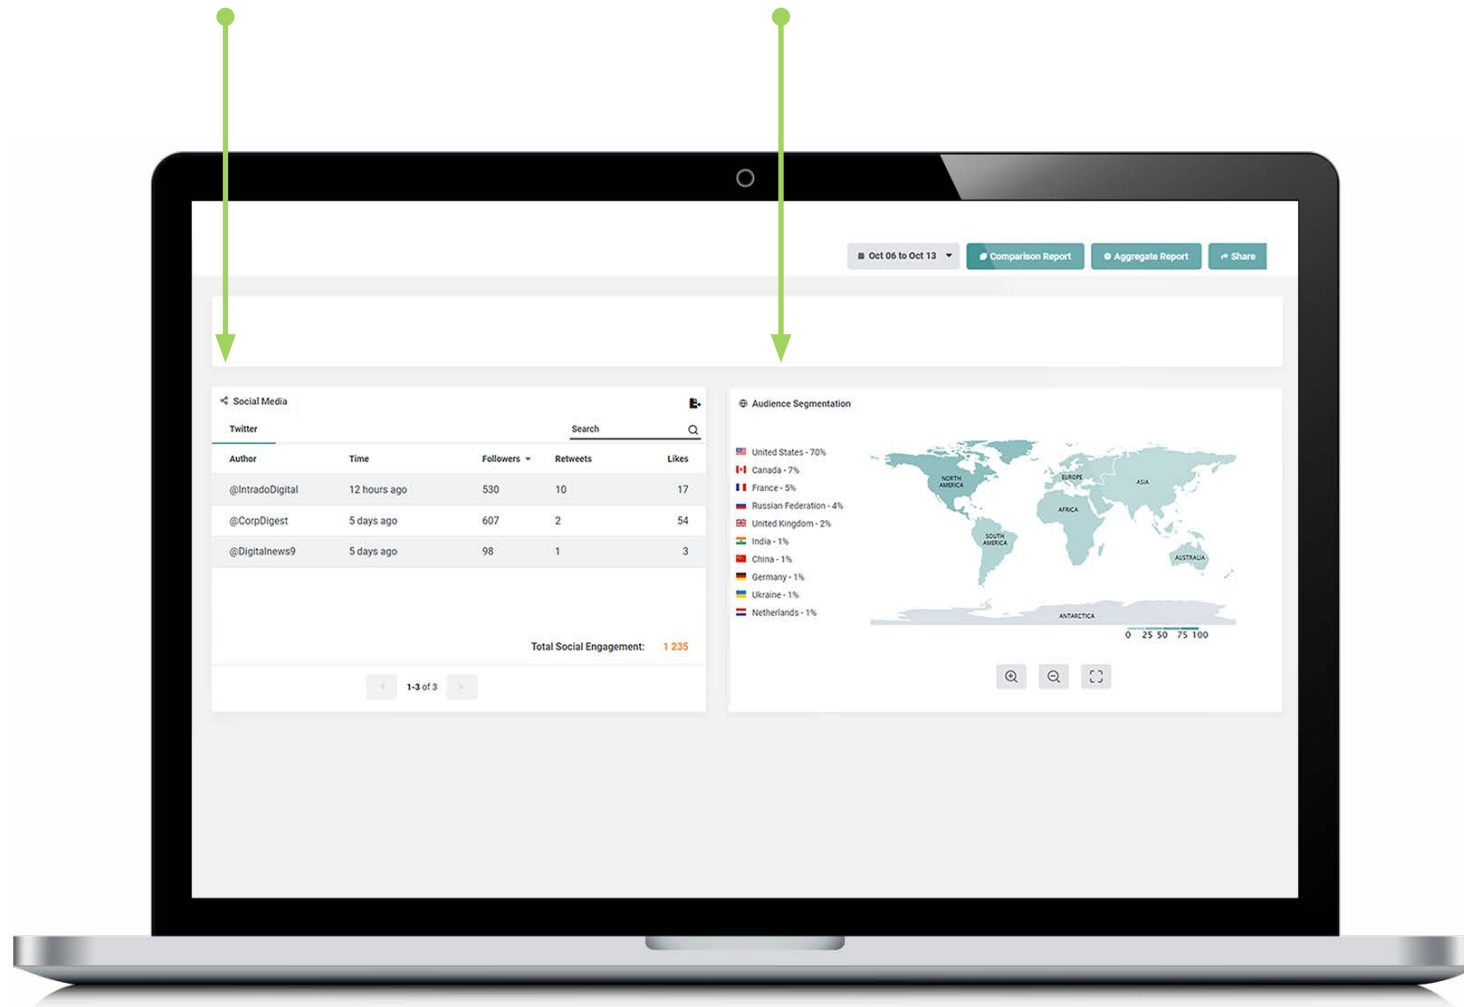 Oct 06 to Oct 13 Comparison Report Aggregate Report Share
Social Media
Twitter Search
Author Time Followers Retweets Likes
@IntradoDigital 12 hours ago 530 10 17
@CorpDigest 5 days ago 607 2 54
@Digitalnews9 5 days ago 98 1 3
Total Social Engagement: 1 235
1-3 of 3
Audience Segmentation
United States - 70%
Canada - 7%
France - 5%
Russian Federation - 4%
United Kingdom - 2%
India - 1%
China - 1%
Germany - 1%
Ukraine - 1%
Netherlands - 1%
NORTH
AMERICA
EUROPE
ASIA
AFRICA
SOUTH
AMERICA
AUSTRALIA
ANTARCTICA
0 25 50 75 100